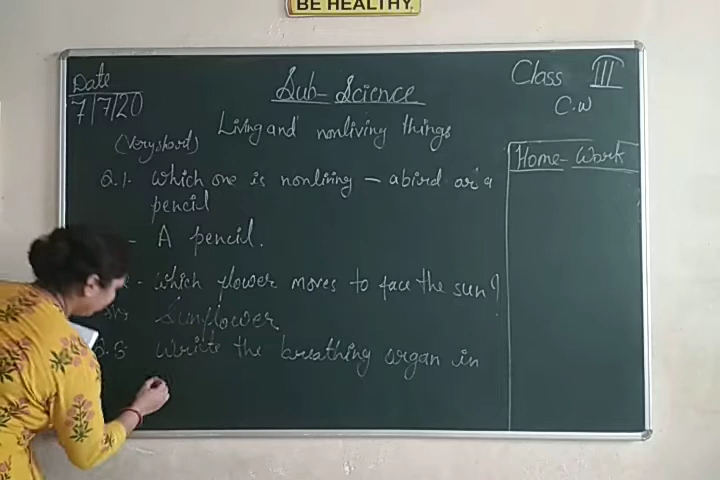 BE HEALTHY.
Date
7/7/20
Sub- Science
Class III
C.W
Living and nonliving things
(Very short)
Home- Work
Q.1- Which one is nonliving - a bird or a
pencil
- A pencil.
- Which flower moves to face the sun?
Sunflower
Q.3- Write the breathing organ in